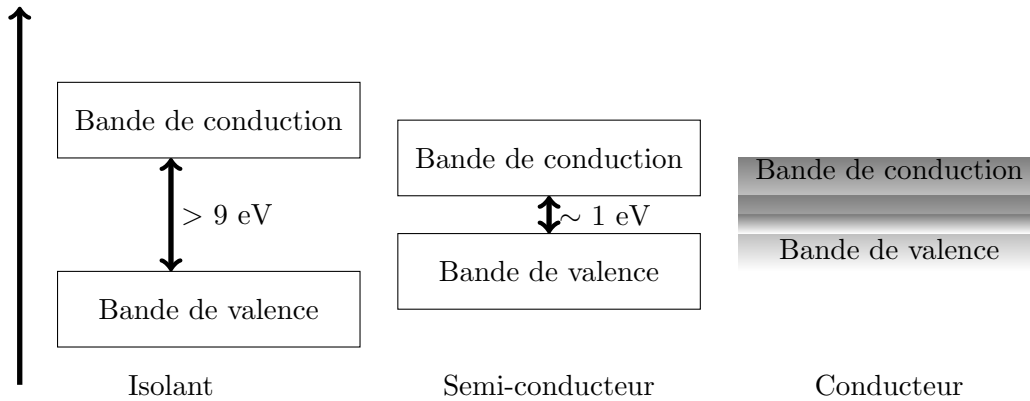 Bande de conduction
> 9 eV
Bande de valence
Isolant
Bande de conduction
∼ 1 eV
Bande de valence
Semi-conducteur
Bande de conduction
Bande de valence
Conducteur